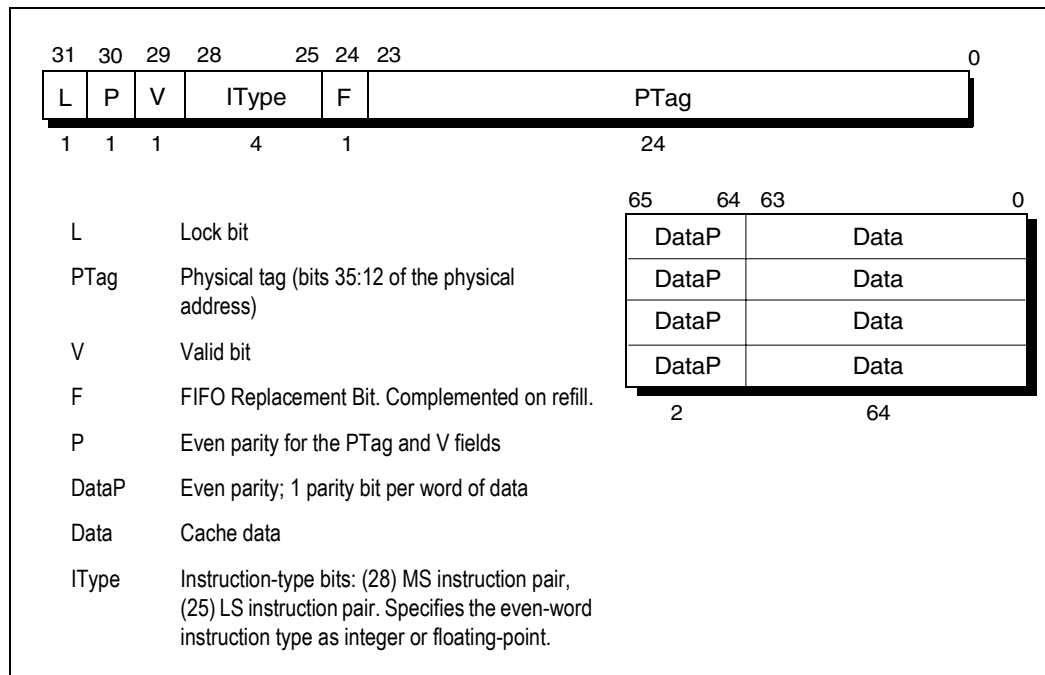 31 30 29 28 25 24 23 0
L P V IType F PTag
1 1 1 4 1 24
65 64 63 0
DataP Data
DataP Data
DataP Data
DataP Data
2 64
L Lock bit
PTag Physical tag (bits 35:12 of the physical
address)
V Valid bit
F FIFO Replacement Bit. Complemented on refill.
P Even parity for the PTag and V fields
DataP Even parity; 1 parity bit per word of data
Data Cache data
IType Instruction-type bits: (28) MS instruction pair,
(25) LS instruction pair. Specifies the even-word
instruction type as integer or floating-point.